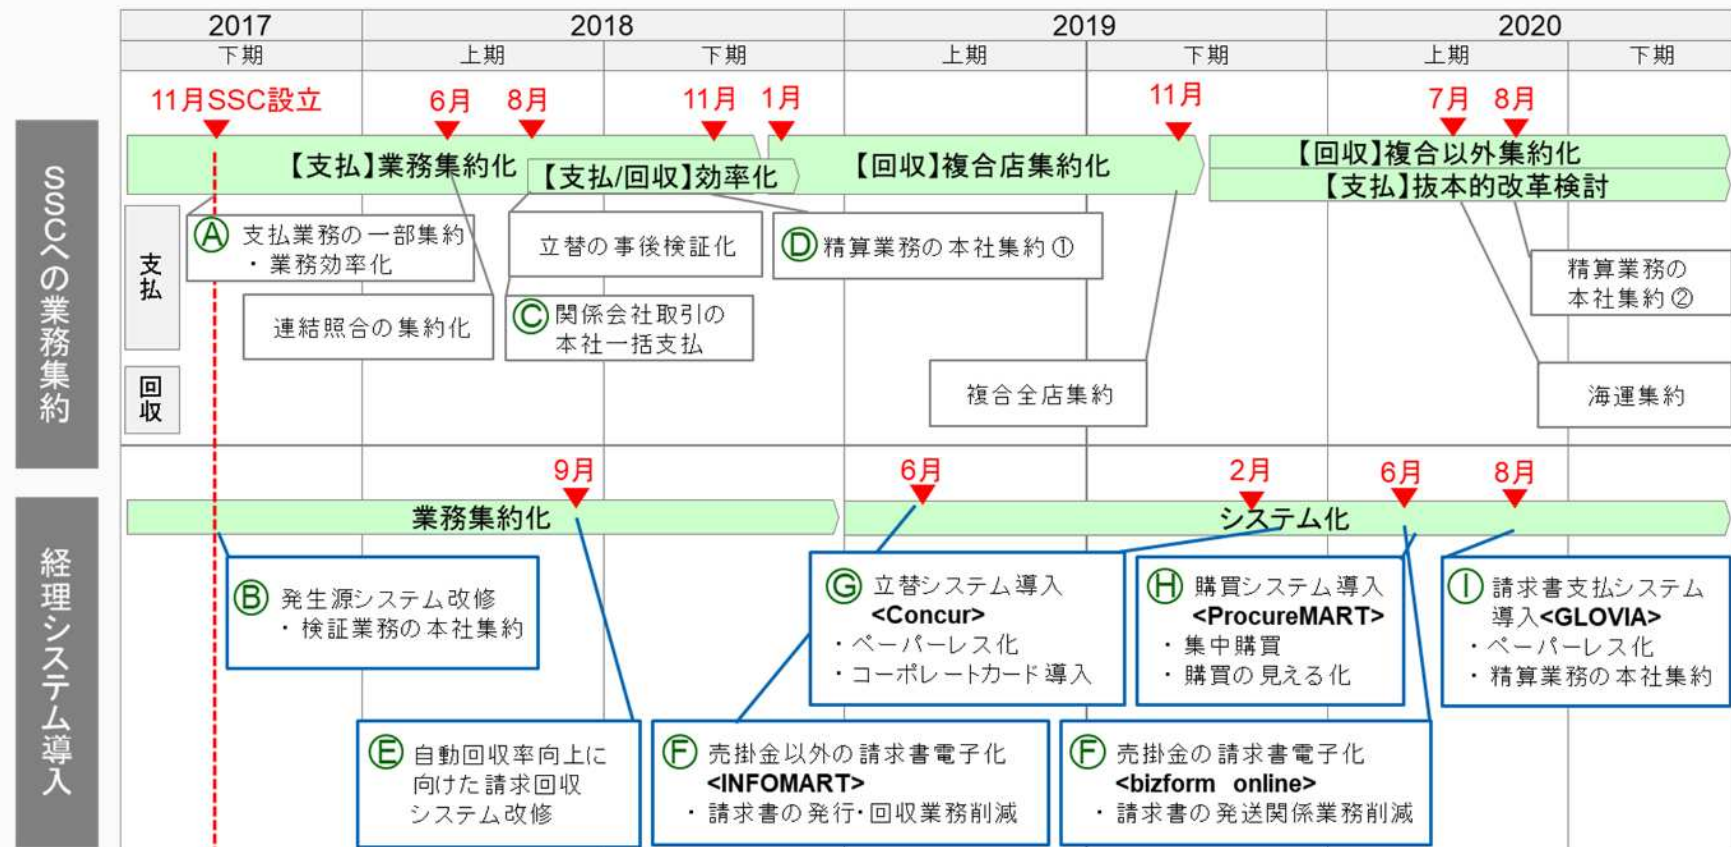 2017
2018
2019
2020
下期
上期
下期
上期
下期
上期
下期
SSCへの業務集約
11月SSC設立
6月
8月
11月
1月
11月
7月
8月
【支払】業務集約化
【支払/回収】効率化
【回収】複合店集約化
【回収】複合以外集約化
【支払】抜本的改革検討
支払
Ⓐ 支払業務の一部集約
・業務効率化
連結照合の集約化
立替の事後検証化
Ⓒ 関係会社取引の
本社一括支払
Ⓓ 精算業務の本社集約①
精算業務の
本社集約②
回収
複合全店集約
海運集約
経理システム導入
9月
6月
2月
6月
8月
業務集約化
システム化
Ⓑ 発生源システム改修
・検証業務の本社集約
Ⓖ 立替システム導入
<Concur>
・ペーパーレス化
・コーポレートカード導入
Ⓗ 購買システム導入
<ProcureMART>
・集中購買
・購買の見える化
Ⓘ 請求書支払システム
導入<GLOVIA>
・ペーパーレス化
・精算業務の本社集約
Ⓔ 自動回収率向上に
向けた請求回収
システム改修
Ⓕ 売掛金以外の請求書電子化
<INFOMART>
・請求書の発行・回収業務削減
Ⓕ 売掛金の請求書電子化
<bizform online>
・請求書の発送関係業務削減